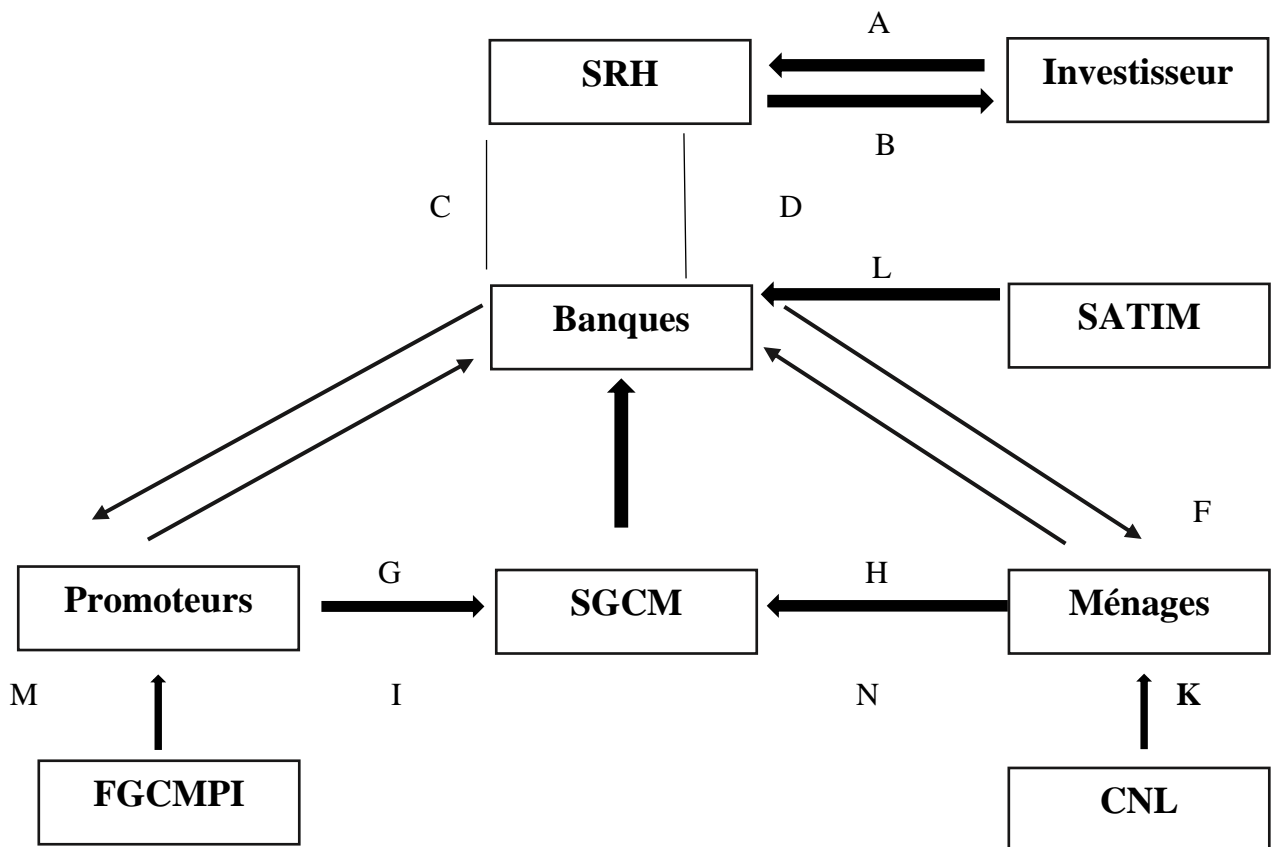 A
SRH
Investisseur
B
C
D
L
Banques
SATIM
F
G
H
Promoteurs
SGCM
Ménages
M
I
N
K
FGCMPI
CNL